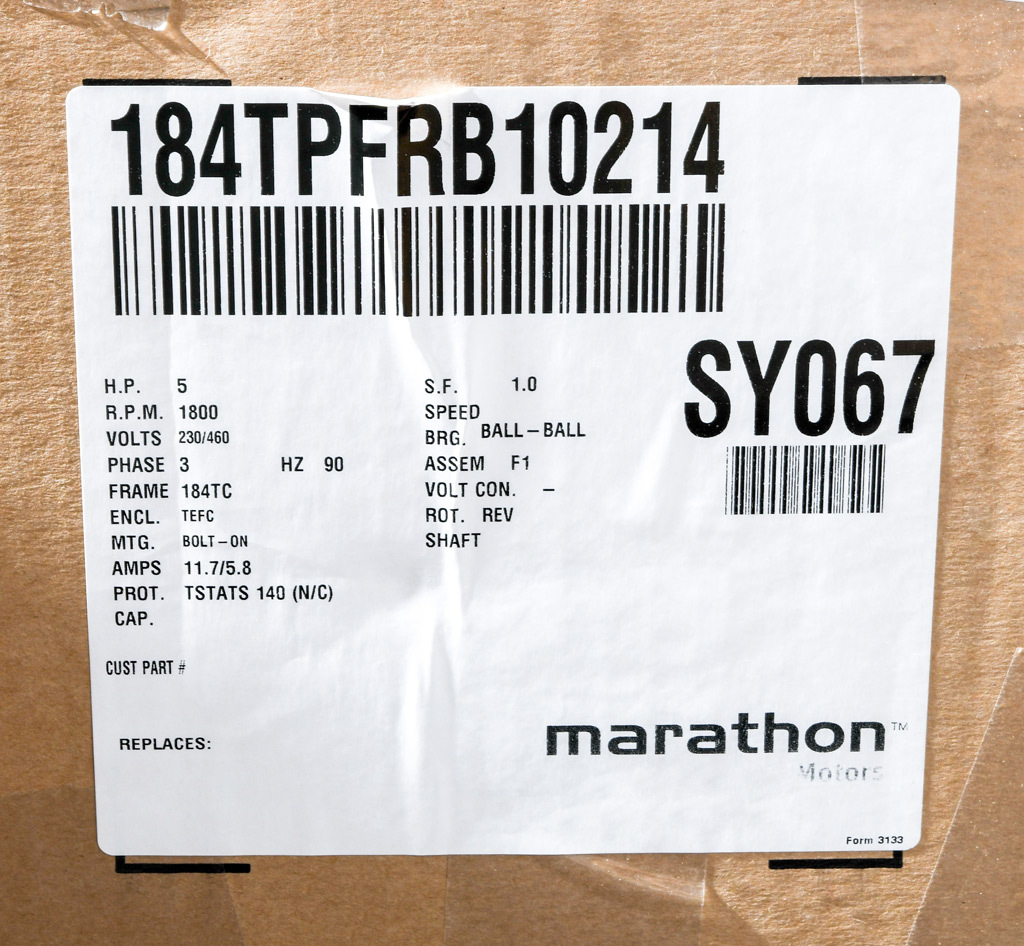 184TPFRB10214
SY067
H.P. 5
R.P.M. 1800
VOLTS 230/460
PHASE 3 HZ 90
FRAME 184TC
ENCL. TEFC
MTG. BOLT-ON
AMPS 11.7/5.8
PROT. TSTATS 140 (N/C)
CAP.
S.F. 1.0
SPEED
BRG. BALL-BALL
ASSEM F1
VOLT CON. -
ROT. REV
SHAFT
CUST PART #
REPLACES:
marathon™
Motors
Form 3133